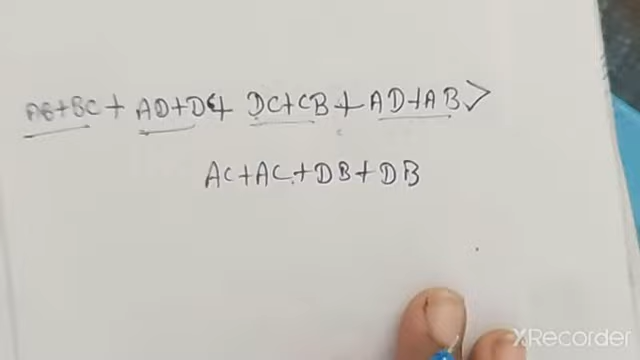 AB+BC + AD+DC+ DC+CB + AD+AB >
AC+AC+DB+DB
XRecorder